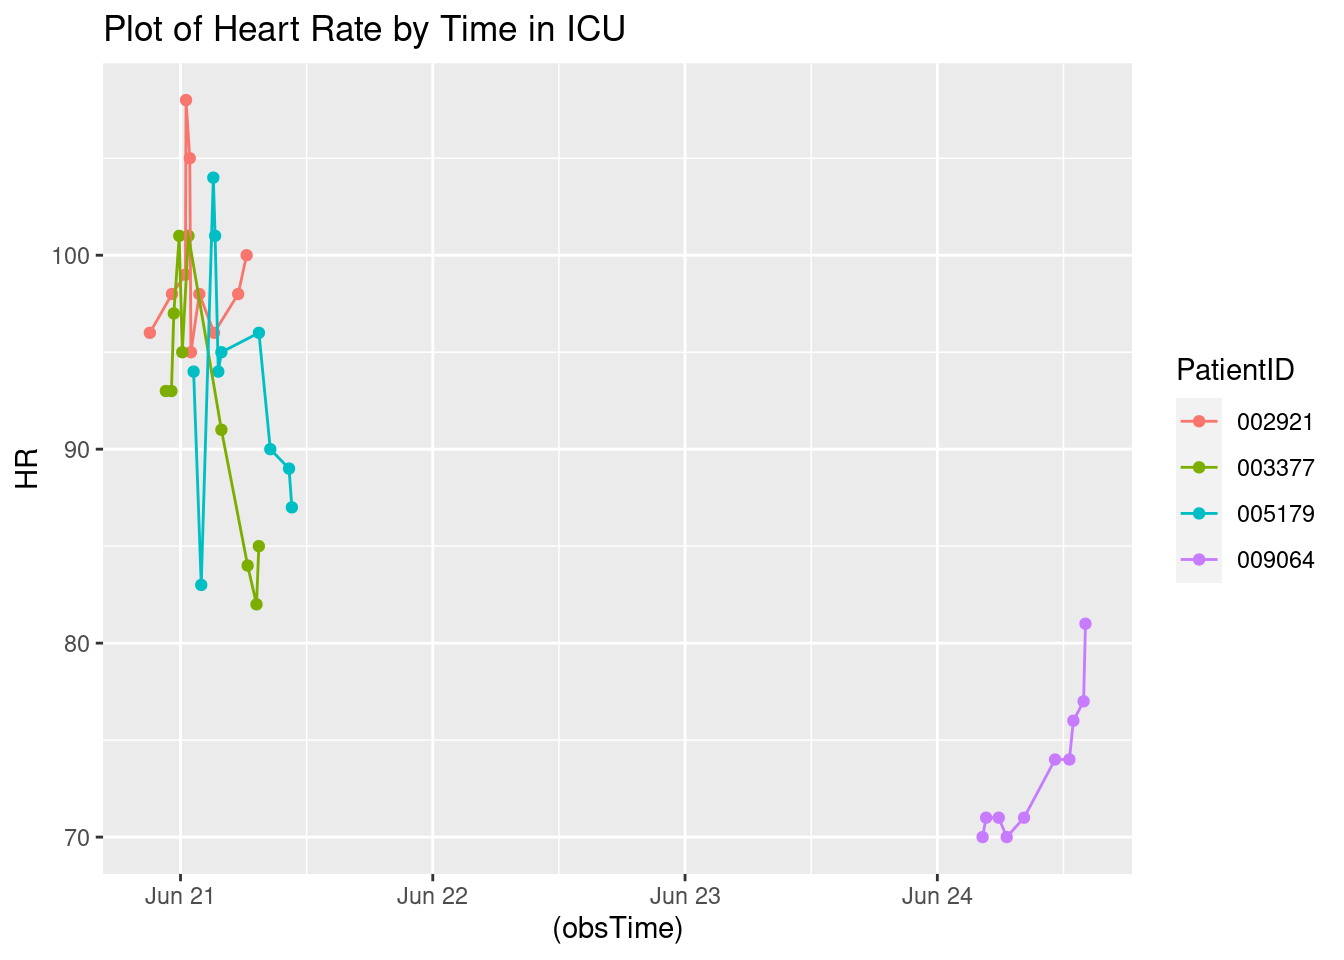 Plot of Heart Rate by Time in ICU
100
90
80
70
HR
Jun 21
Jun 22
Jun 23
Jun 24
(obsTime)
PatientID
002921
003377
005179
009064